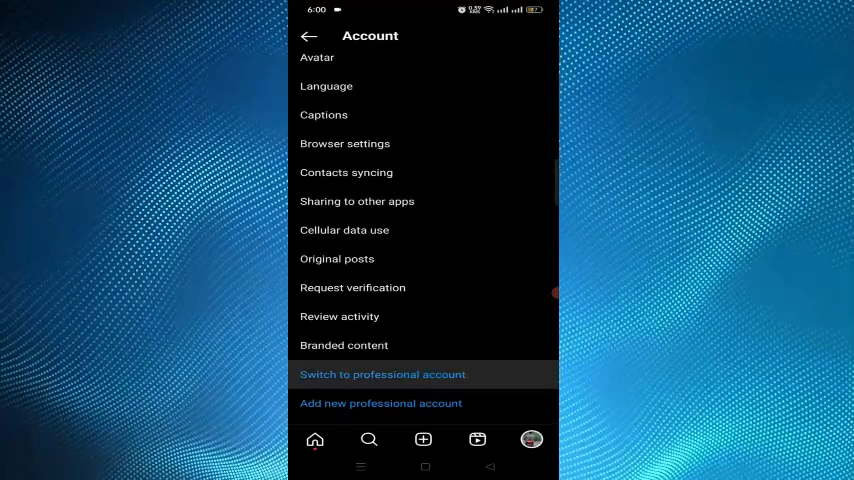 6:00
Account
Avatar
Language
Captions
Browser settings
Contacts syncing
Sharing to other apps
Cellular data use
Original posts
Request verification
Review activity
Branded content
Switch to professional account
Add new professional account